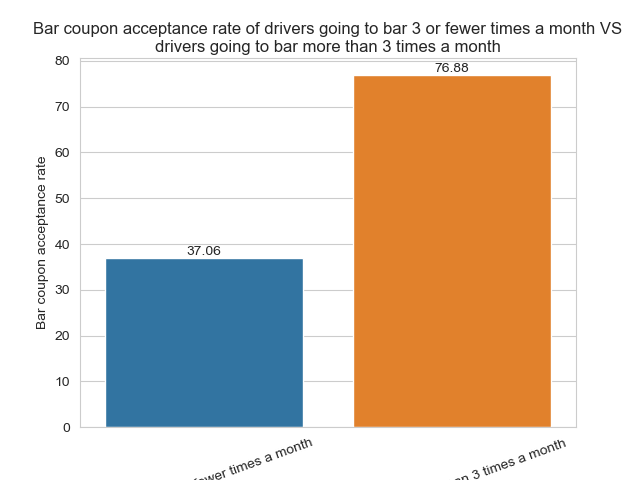 Bar coupon acceptance rate of drivers going to bar 3 or fewer times a month VS
drivers going to bar more than 3 times a month
80
70
60
50
40
30
20
10
0
Bar coupon acceptance rate
37.06
76.88
times a month
3 times a month